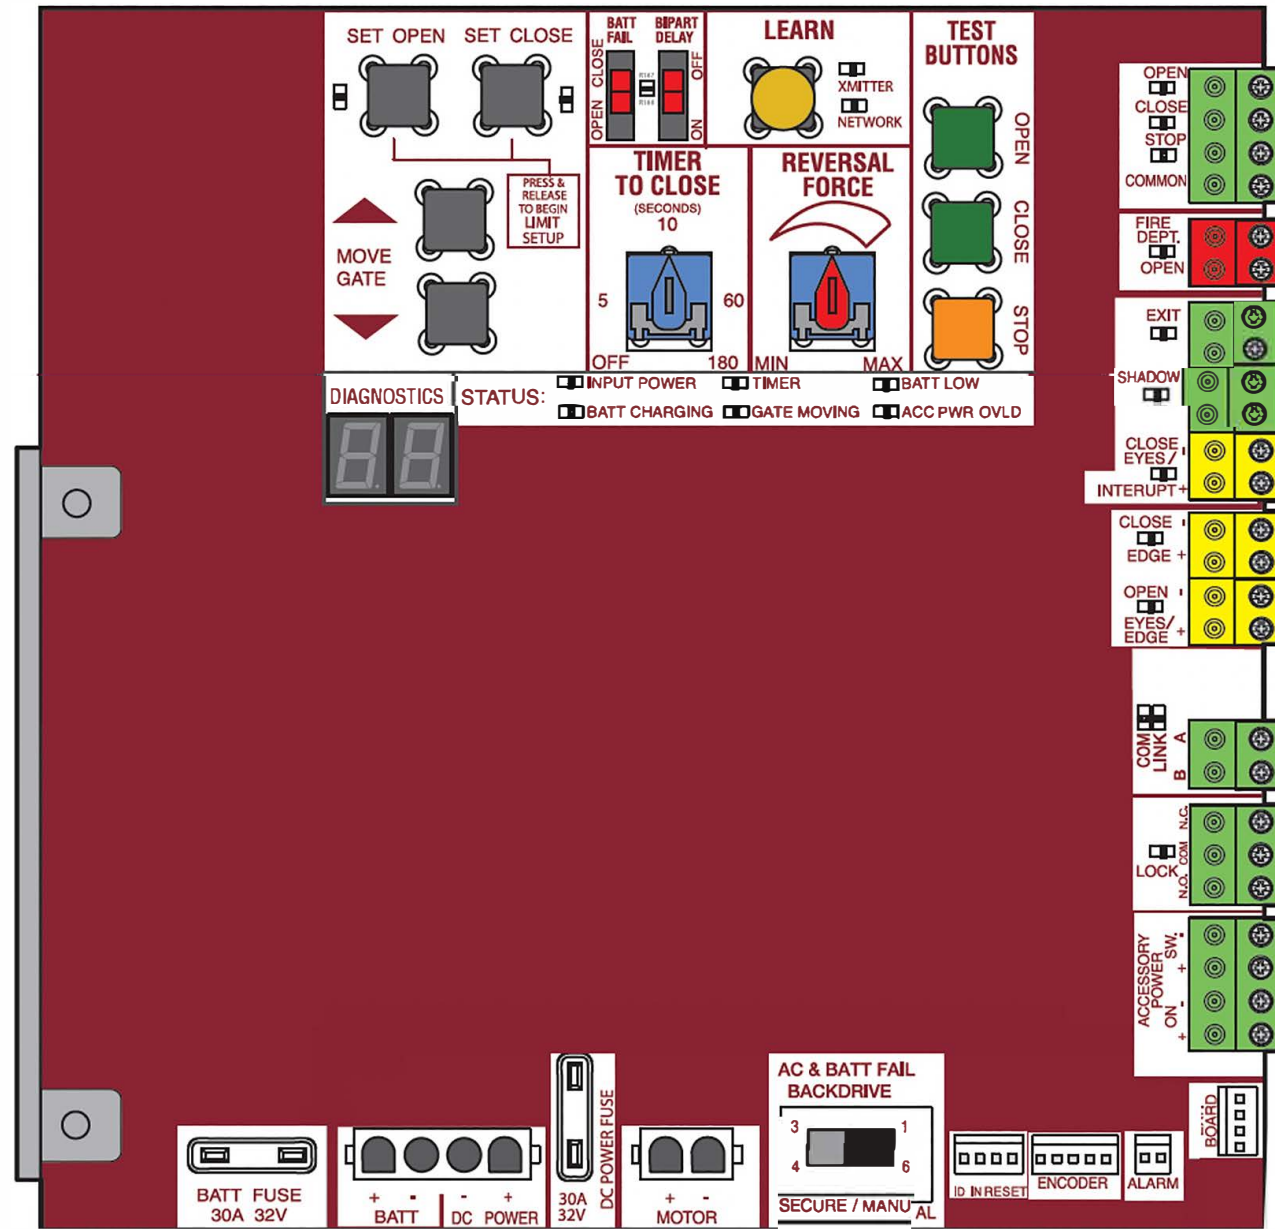 SET OPEN
SET CLOSE
PRESS &
RELEASE
TO BEGIN
LIMIT
SETUP
MOVE
GATE
BATT
FAIL
OPEN CLOSE
BIPART
DELAY
ON OFF
R167
R168
LEARN
XMITTER
NETWORK
TEST
BUTTONS
OPEN
CLOSE
STOP
TIMER
TO CLOSE
(SECONDS)
10
5
60
OFF
180
REVERSAL
FORCE
MIN
MAX
DIAGNOSTICS
STATUS:
INPUT POWER
TIMER
BATT LOW
BATT CHARGING
GATE MOVING
ACC PWR OVLD
OPEN
CLOSE
STOP
COMMON
FIRE
DEPT.
OPEN
EXIT
SHADOW
CLOSE -
EYES/
INTERUPT +
CLOSE -
EDGE +
OPEN -
EYES/
EDGE +
COM
LINK
A
B
LOCK
N.C.
COM
N.O.
ACCESSORY
POWER
SW. - +
ON - +
BOARD
BATT FUSE
30A 32V
+ - - +
BATT
DC POWER
DC POWER FUSE
30A
32V
+ -
MOTOR
AC & BATT FAIL
BACKDRIVE
3 1
4 6
SECURE / MANUAL
ID IN RESET
ENCODER
ALARM